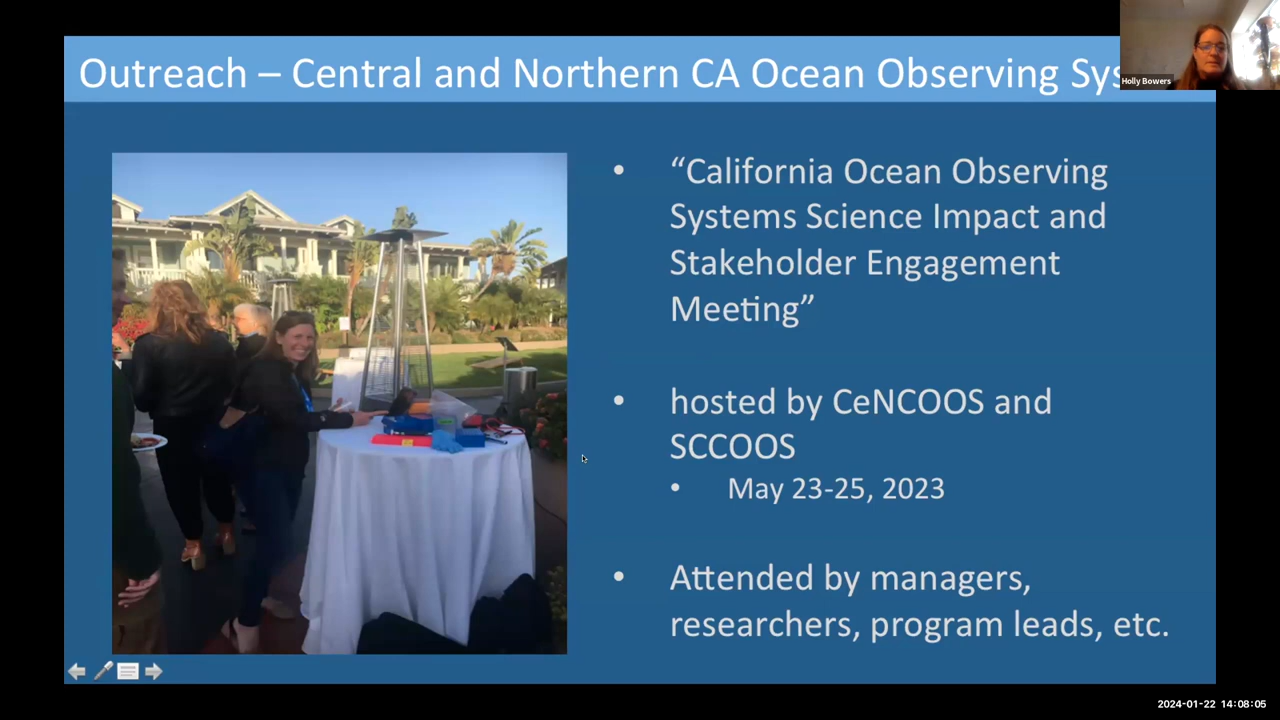 Outreach – Central and Northern CA Ocean Observing
Holly Bowers
“California Ocean Observing
Systems Science Impact and
Stakeholder Engagement
Meeting”
hosted by CeNCOOS and
SCCOOS
May 23-25, 2023
Attended by managers,
researchers, program leads, etc.
2024-01-22 14:08:05